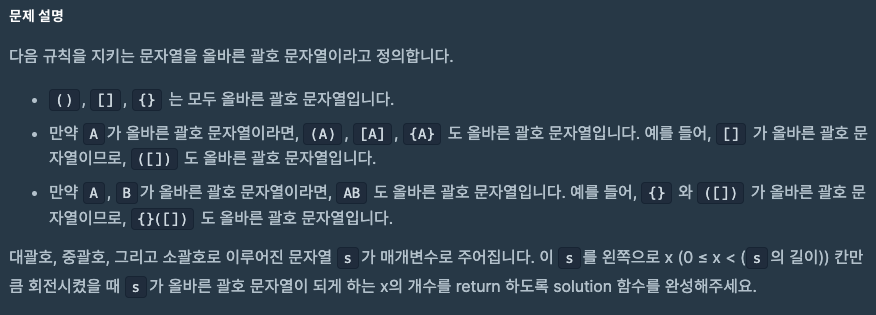 문제 설명
다음 규칙을 지키는 문자열을 올바른 괄호 문자열이라고 정의합니다.
• (), [], {} 는 모두 올바른 괄호 문자열입니다.
• 만약 A가 올바른 괄호 문자열이라면, (A), [A], {A} 도 올바른 괄호 문자열입니다. 예를 들어, [] 가 올바른 괄호 문
자열이므로, ([]) 도 올바른 괄호 문자열입니다.
• 만약 A, B가 올바른 괄호 문자열이라면, AB 도 올바른 괄호 문자열입니다. 예를 들어, {} 와 ([]) 가 올바른 괄호 문
자열이므로, {}([]) 도 올바른 괄호 문자열입니다.
대괄호, 중괄호, 그리고 소괄호로 이루어진 문자열 s가 매개변수로 주어집니다. 이 s를 왼쪽으로 x (0 ≤ x < (s의 길이)) 칸만
큼 회전시켰을 때 s가 올바른 괄호 문자열이 되게 하는 x의 개수를 return 하도록 solution 함수를 완성해주세요.